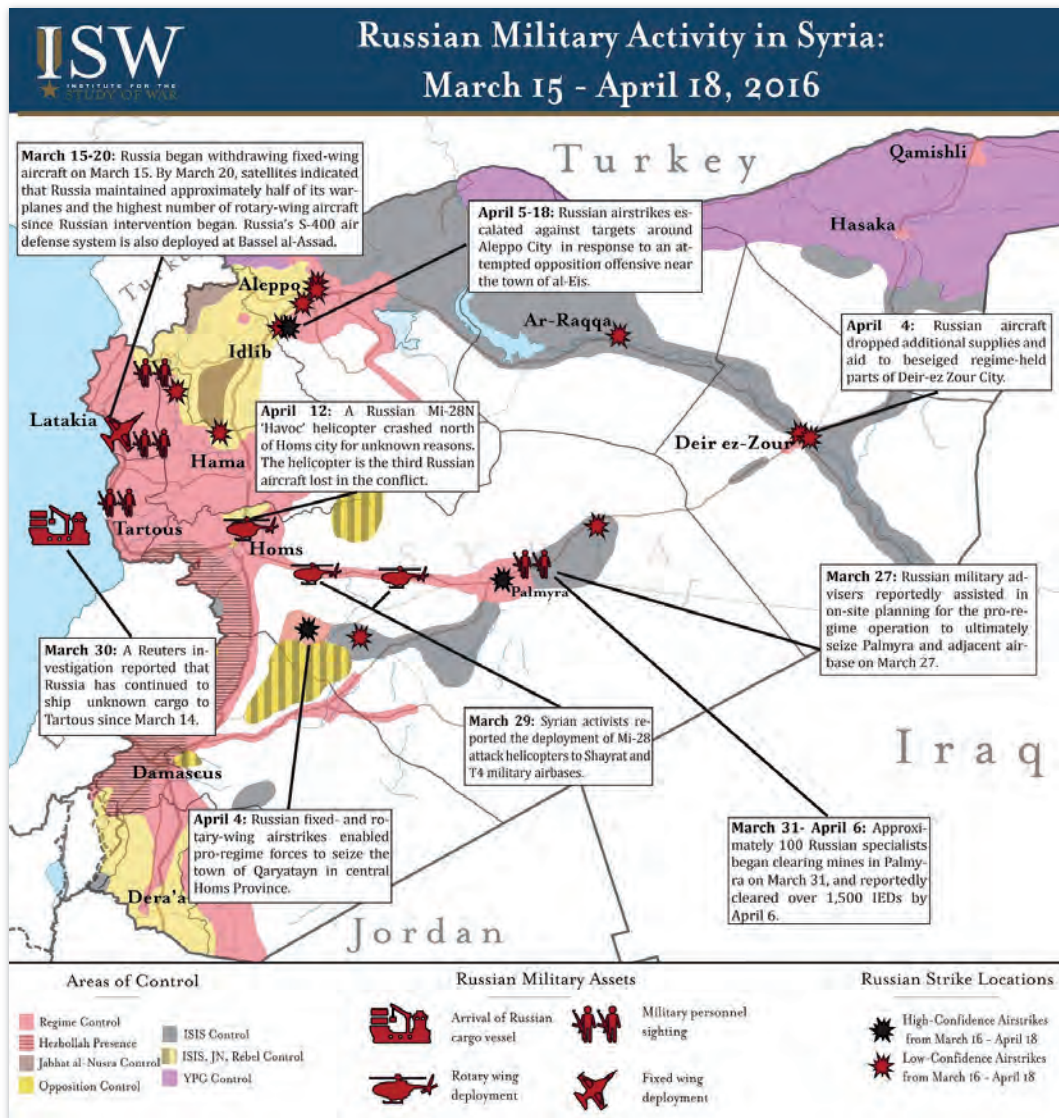 ISW
INSTITUTE FOR THE
STUDY OF WAR
Russian Military Activity in Syria:
March 15 - April 18, 2016
March 15-20: Russia began withdrawing fixed-wing
aircraft on March 15. By March 20, satellites indicated
that Russia maintained approximately half of its war-
planes and the highest number of rotary-wing aircraft
since Russian intervention began. Russia's S-400 air
defense system is also deployed at Bassel al-Assad.
Turkey
Qamishli
Hasaka
April 5-18: Russian airstrikes es-
calated against targets around
Aleppo City in response to an at-
tempted opposition offensive near
the town of al-Eis.
Aleppo
Idlib
Ar-Raqqa
April 4: Russian aircraft
dropped additional supplies and
aid to beseiged regime-held
parts of Deir-ez Zour City.
Latakia
Hama
April 12: A Russian Mi-28N
'Havoc' helicopter crashed north
of Homs city for unknown reasons.
The helicopter is the third Russian
aircraft lost in the conflict.
Deir ez-Zour
Tartous
Homs
SYRIA
Palmyra
March 27: Russian military ad-
visers reportedly assisted in
on-site planning for the pro-re-
gime operation to ultimately
seize Palmyra and adjacent air-
base on March 27.
March 30: A Reuters in-
vestigation reported that
Russia has continued to
ship unknown cargo to
Tartous since March 14.
March 29: Syrian activists re-
ported the deployment of Mi-28
attack helicopters to Shayrat and
T4 military airbases.
Iraq
Damascus
April 4: Russian fixed- and ro-
tary-wing airstrikes enabled
pro-regime forces to seize the
town of Qaryatayn in central
Homs Province.
March 31- April 6: Approxi-
mately 100 Russian specialists
began clearing mines in Palmy-
ra on March 31, and reportedly
cleared over 1,500 IEDs by
April 6.
Dera'a
Jordan
Areas of Control
Regime Control
Hezbollah Presence
Jabhat al-Nusra Control
Opposition Control
ISIS Control
ISIS, JN, Rebel Control
YPG Control
Russian Military Assets
Arrival of Russian
cargo vessel
Military personnel
sighting
Rotary wing
deployment
Fixed wing
deployment
Russian Strike Locations
High-Confidence Airstrikes
from March 16 - April 18
Low-Confidence Airstrikes
from March 16 - April 18